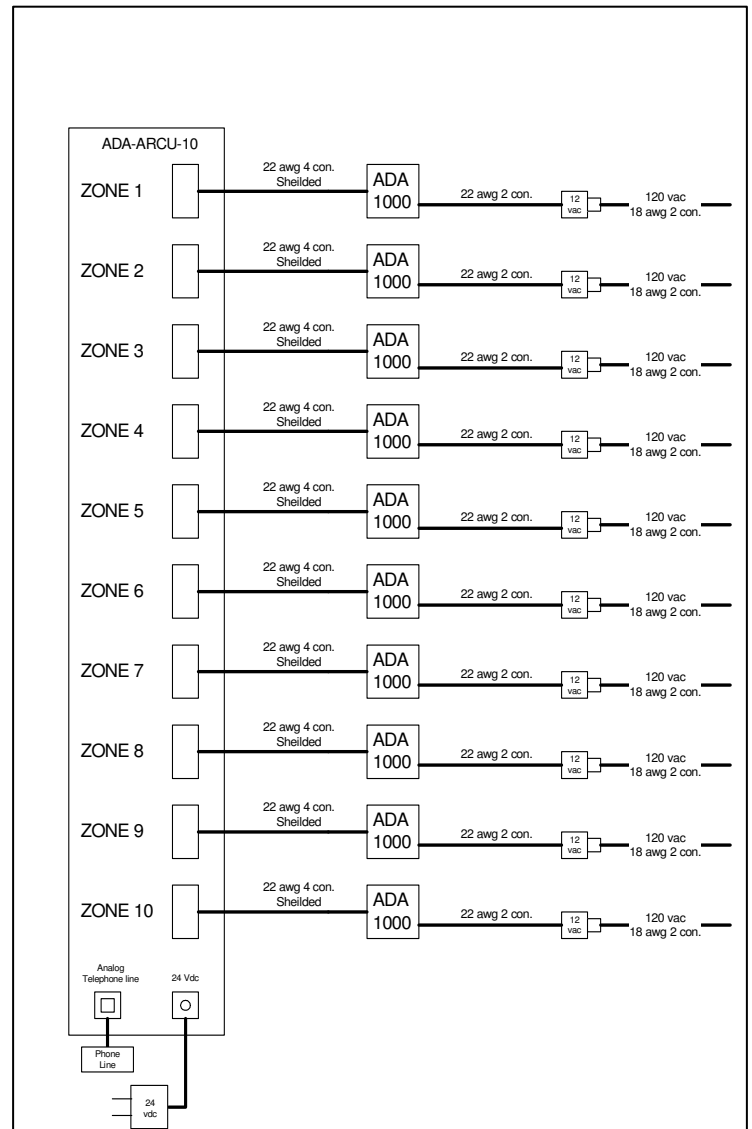 ADA-ARCU-10
ZONE 1
22 awg 4 con.
Sheilded
ADA
1000
22 awg 2 con.
12
vac
120 vac
18 awg 2 con.
ZONE 2
22 awg 4 con.
Sheilded
ADA
1000
22 awg 2 con.
12
vac
120 vac
18 awg 2 con.
ZONE 3
22 awg 4 con.
Sheilded
ADA
1000
22 awg 2 con.
12
vac
120 vac
18 awg 2 con.
ZONE 4
22 awg 4 con.
Sheilded
ADA
1000
22 awg 2 con.
12
vac
120 vac
18 awg 2 con.
ZONE 5
22 awg 4 con.
Sheilded
ADA
1000
22 awg 2 con.
12
vac
120 vac
18 awg 2 con.
ZONE 6
22 awg 4 con.
Sheilded
ADA
1000
22 awg 2 con.
12
vac
120 vac
18 awg 2 con.
ZONE 7
22 awg 4 con.
Sheilded
ADA
1000
22 awg 2 con.
12
vac
120 vac
18 awg 2 con.
ZONE 8
22 awg 4 con.
Sheilded
ADA
1000
22 awg 2 con.
12
vac
120 vac
18 awg 2 con.
ZONE 9
22 awg 4 con.
Sheilded
ADA
1000
22 awg 2 con.
12
vac
120 vac
18 awg 2 con.
ZONE 10
22 awg 4 con.
Sheilded
ADA
1000
22 awg 2 con.
12
vac
120 vac
18 awg 2 con.
Analog
Telephone line
24 Vdc
Phone
Line
24
vdc